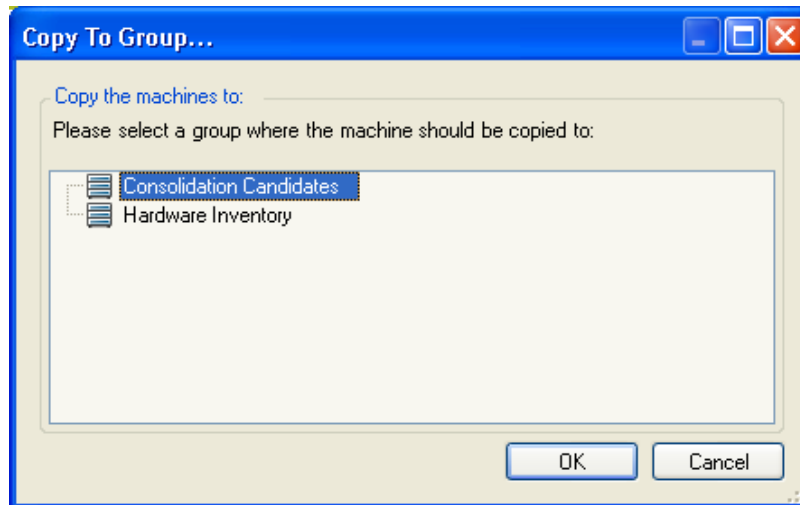 Copy To Group...
Copy the machines to:
Please select a group where the machine should be copied to:
Consolidation Candidates
Hardware Inventory
OK Cancel